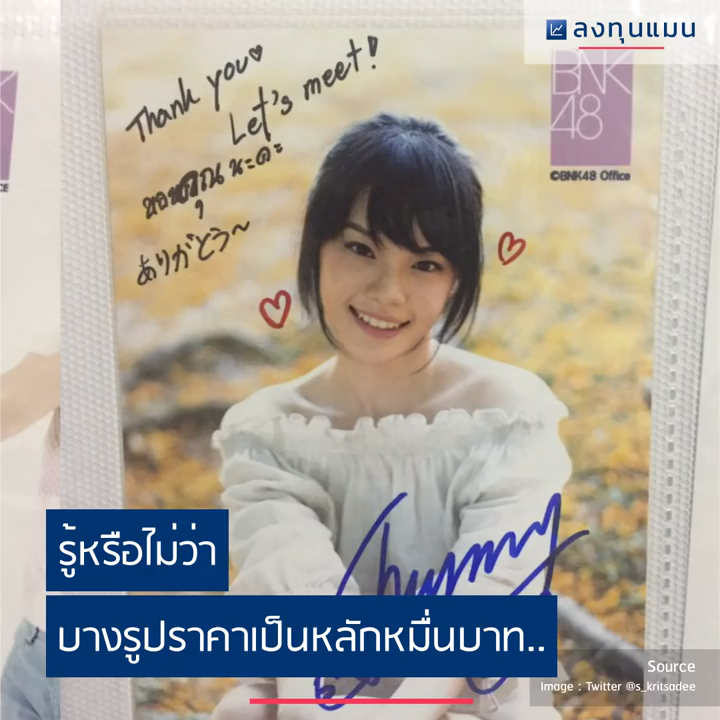 ลงทุนแมน
Thank you♡
Let's meet!
ขอบคุณ นะคะ
ありがとう〜
BNK
48
©BNK48 Office
รู้หรือไม่ว่า
บางรูปราคาเป็นหลักหมื่นบาท..
Source
Image : Twitter @s_kritsadee